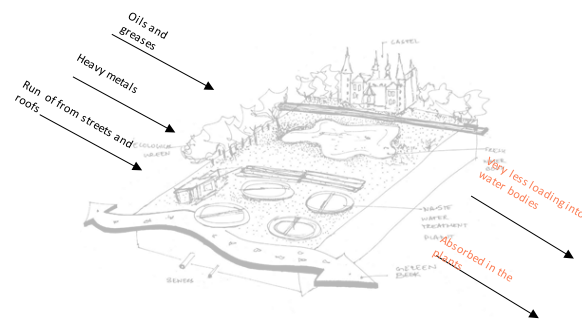 Oils and
greases
Heavy metals
Run of from streets and
roofs
CASTEL
Very less loading into
water bodies
WASTE
WATER
TREATMENT
PLANT
Absorbed in the
plants